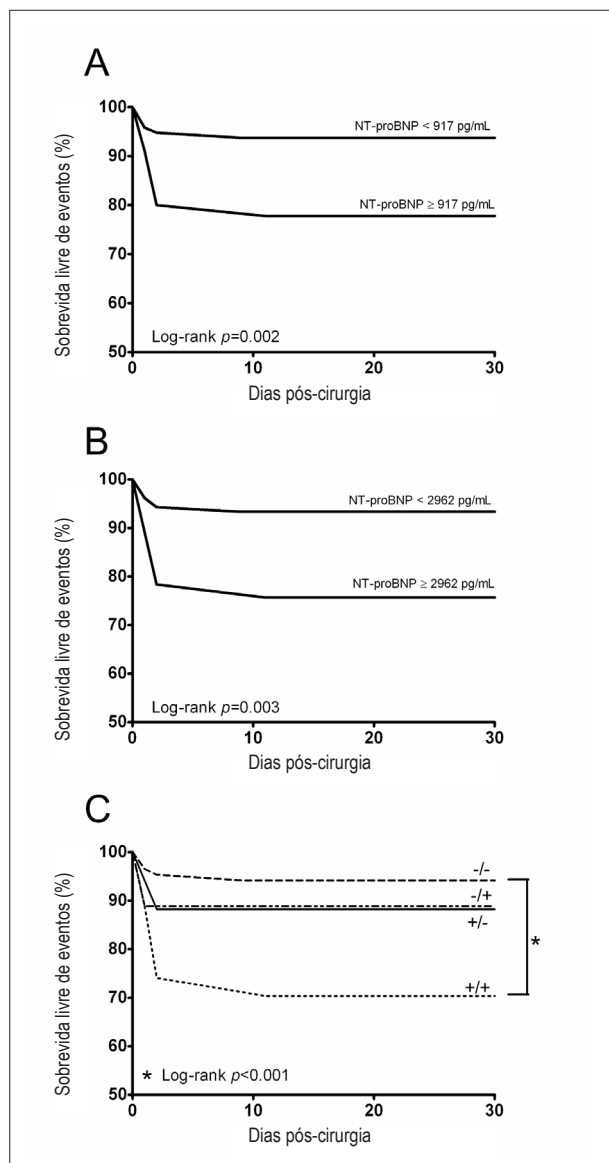 A
Sobrevida livre de eventos (%)
100
90
80
70
60
50
NT-proBNP < 917 pg/mL
NT-proBNP ≥ 917 pg/mL
Log-rank p=0.002
0
10
20
30
Dias pós-cirurgia
B
Sobrevida livre de eventos (%)
100
90
80
70
60
50
NT-proBNP < 2962 pg/mL
NT-proBNP ≥ 2962 pg/mL
Log-rank p=0.003
0
10
20
30
Dias pós-cirurgia
C
Sobrevida livre de eventos (%)
100
90
80
70
60
50
-/-
-/+
+/-
+/+
*
* Log-rank p<0.001
0
10
20
30
Dias pós-cirurgia